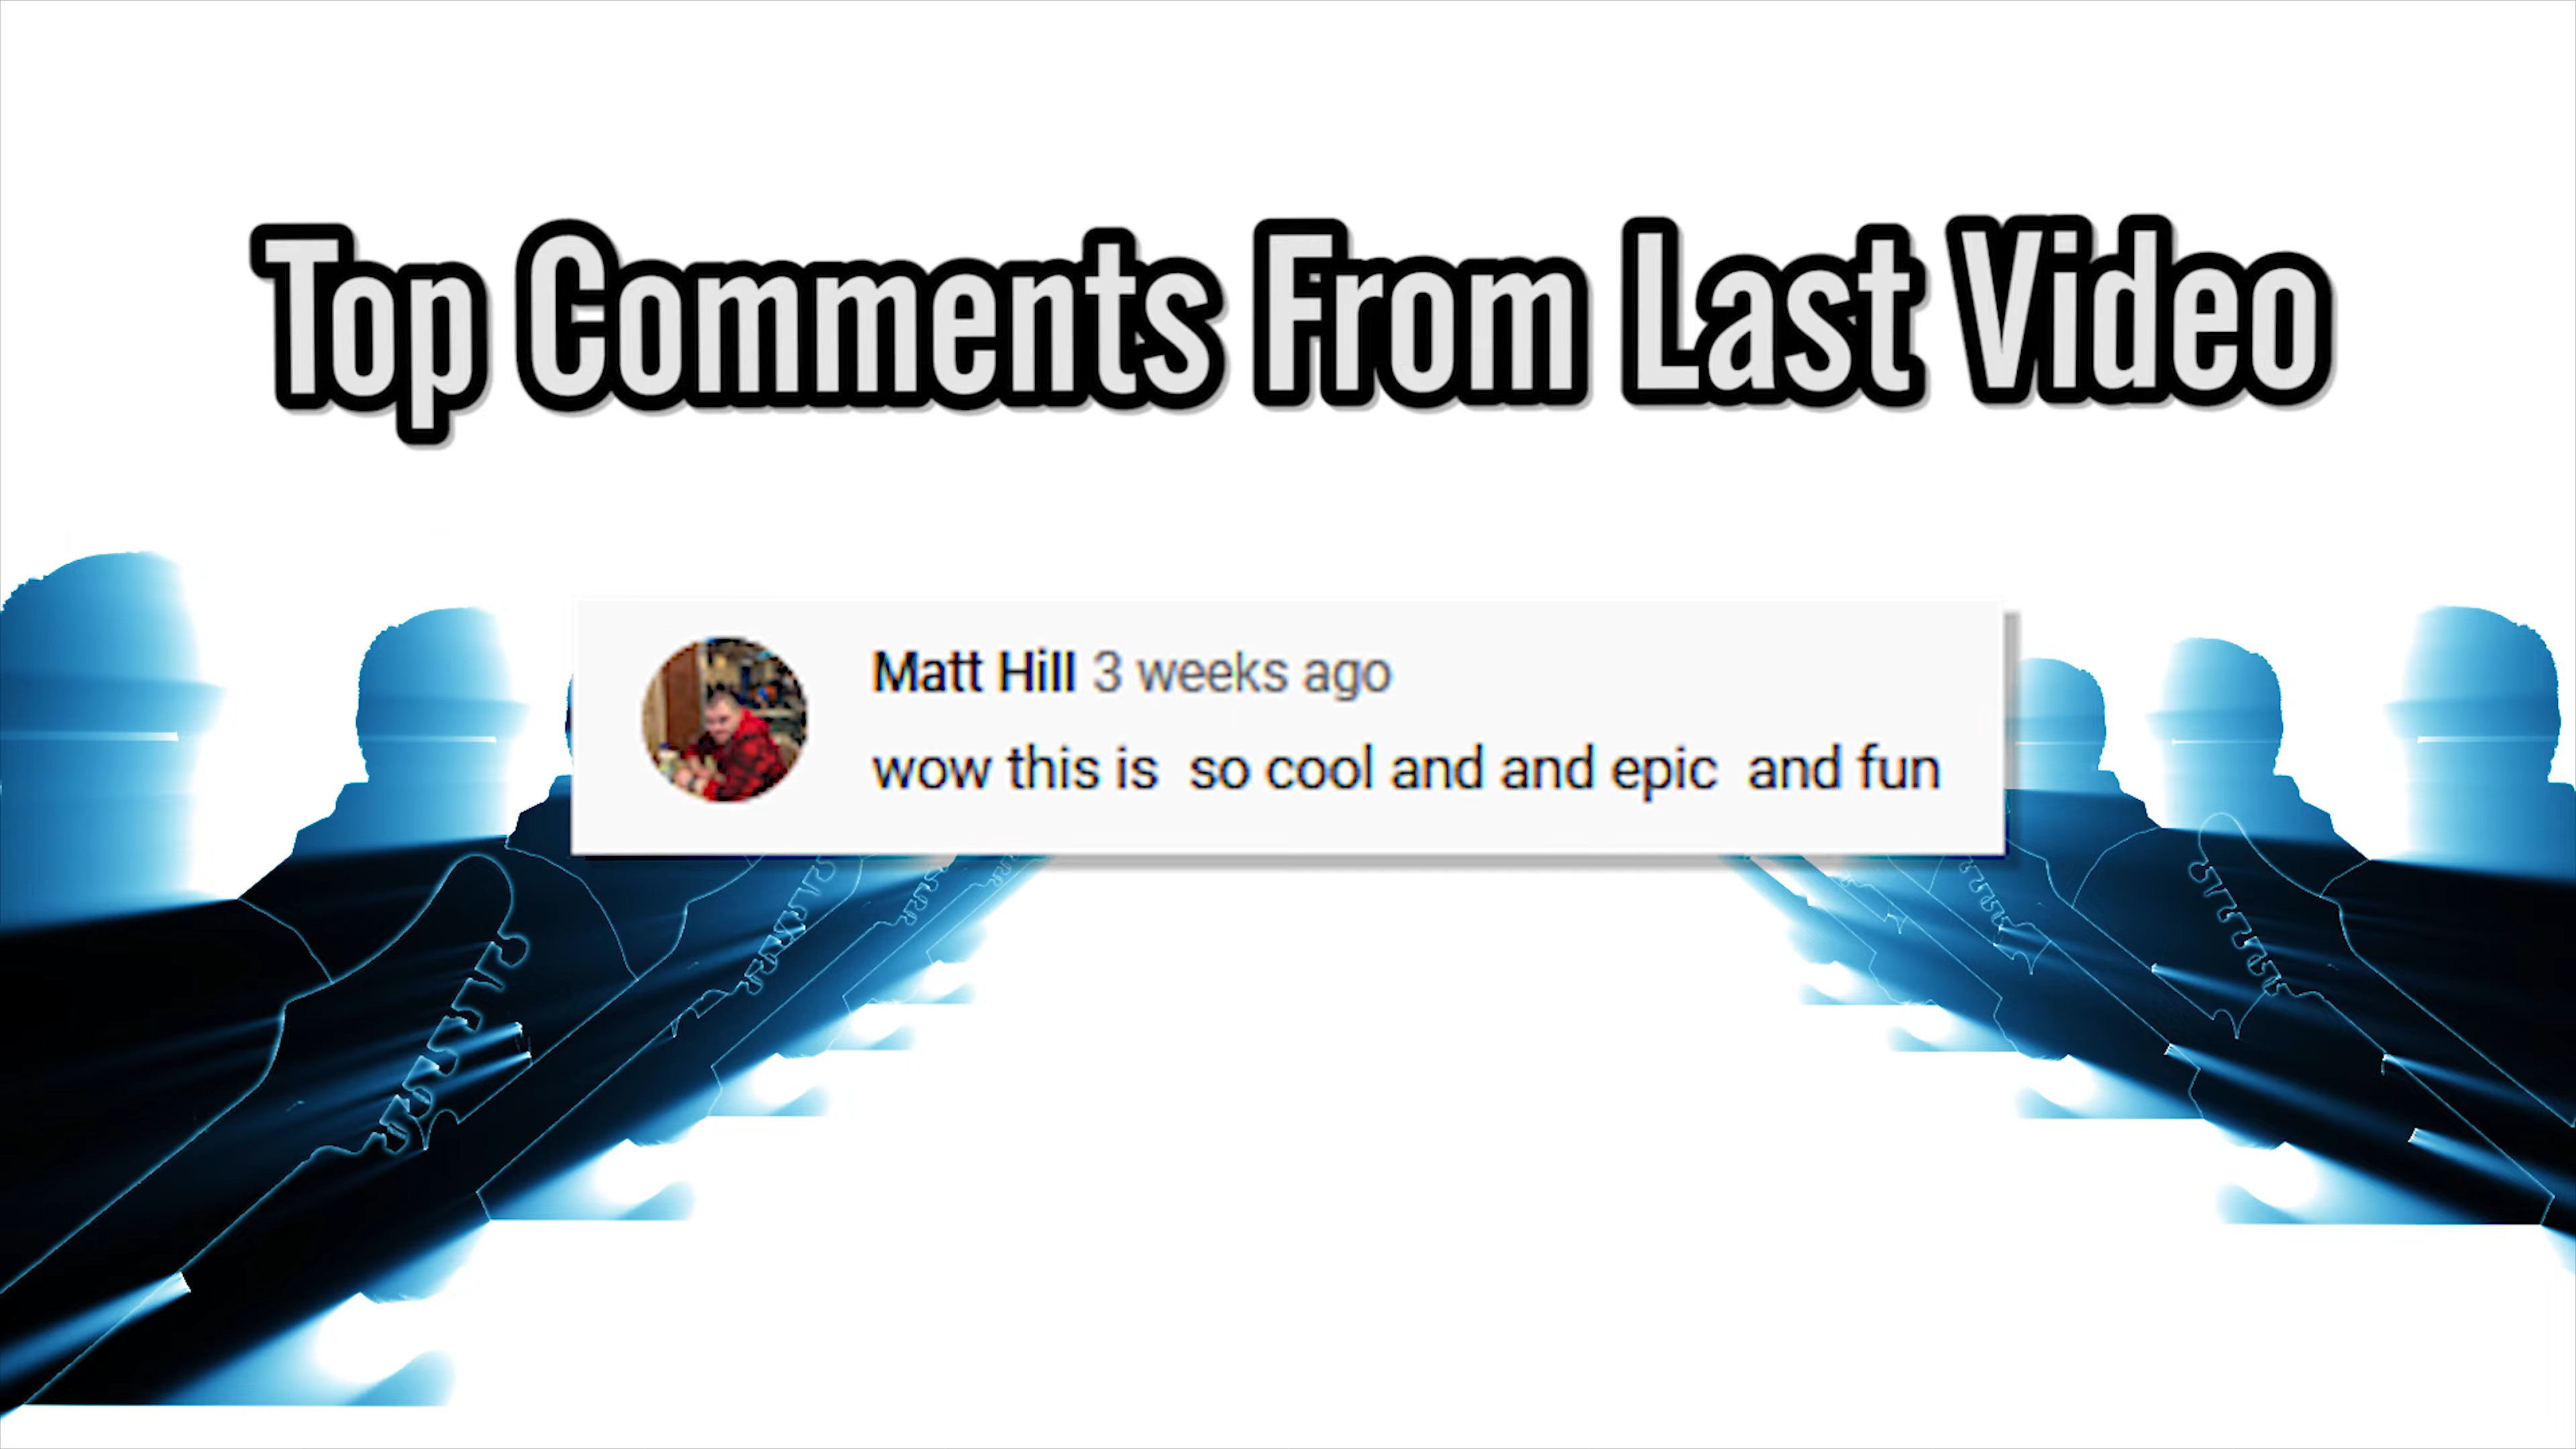 Top Comments From Last Video
Matt Hill 3 weeks ago
wow this is  so cool and and epic  and fun